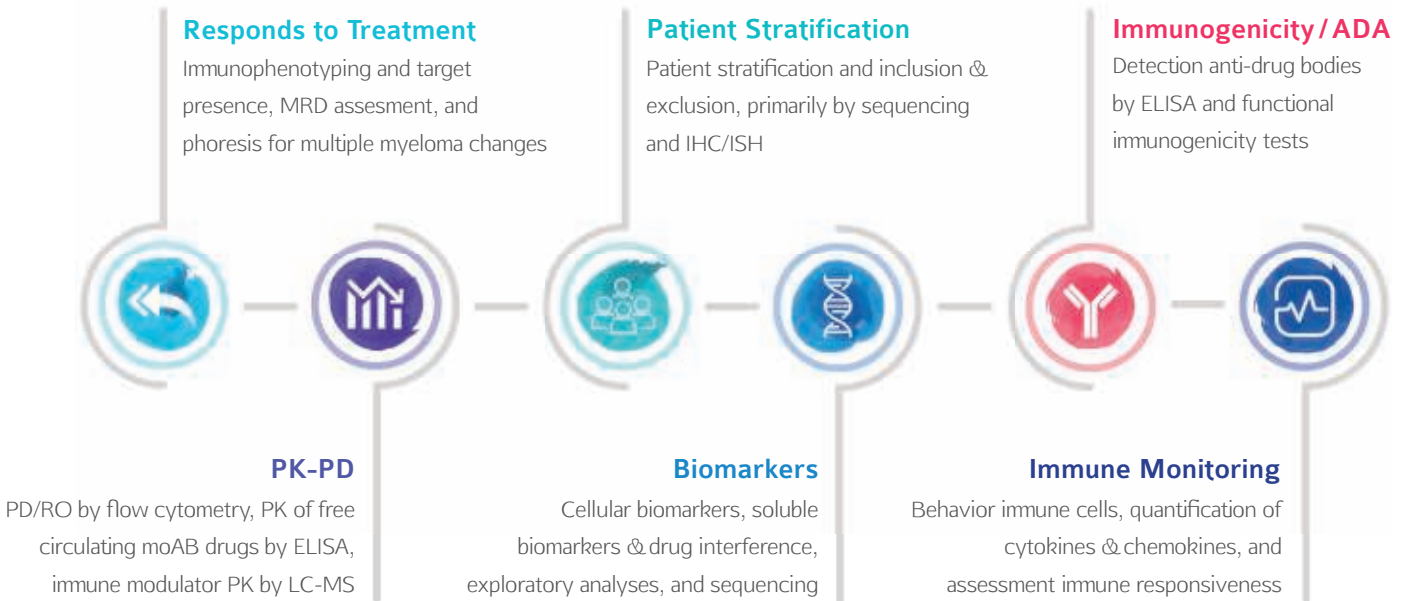 Responds to Treatment
Immunophenotyping and target
presence, MRD assesment, and
phoresis for multiple myeloma changes
Patient Stratification
Patient stratification and inclusion &
exclusion, primarily by sequencing
and IHC/ISH
Immunogenicity/ADA
Detection anti-drug bodies
by ELISA and functional
immunogenicity tests
PK-PD
PD/RO by flow cytometry, PK of free
circulating moAB drugs by ELISA,
immune modulator PK by LC-MS
Biomarkers
Cellular biomarkers, soluble
biomarkers & drug interference,
exploratory analyses, and sequencing
Immune Monitoring
Behavior immune cells, quantification of
cytokines & chemokines, and
assessment immune responsiveness